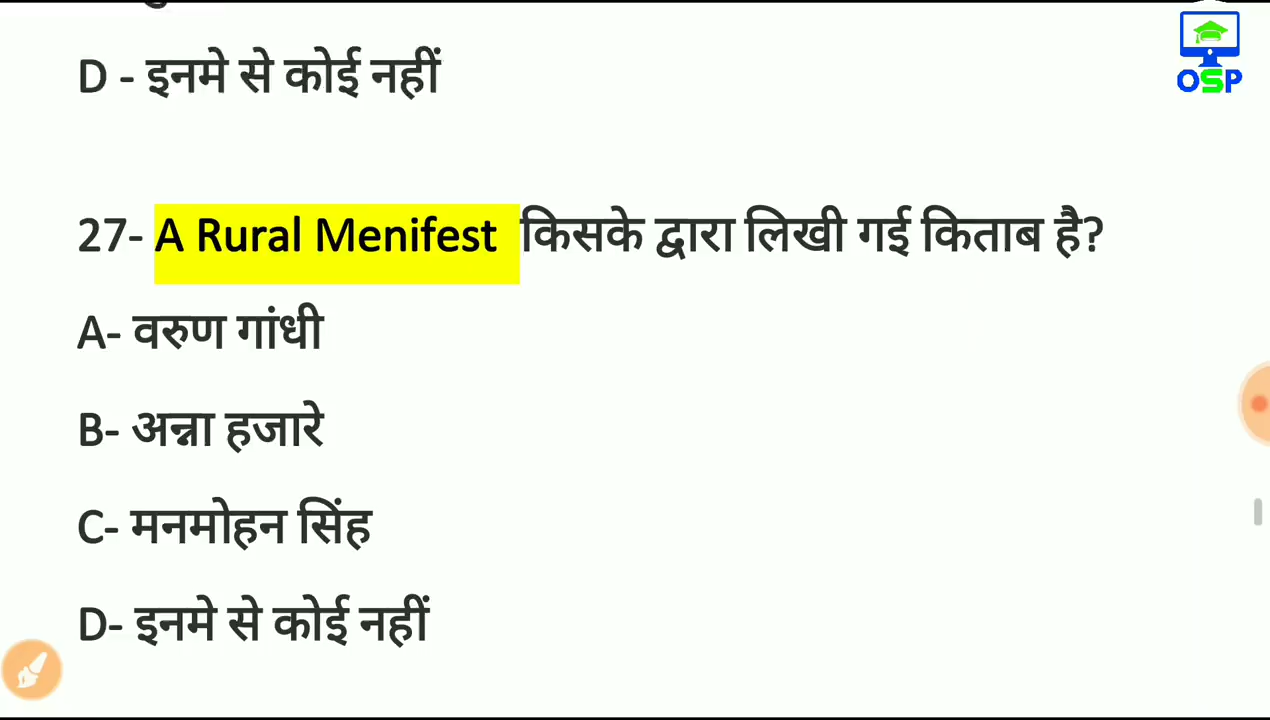 D - इनमे से कोई नहीं
OSP
27- A Rural Menifest किसके द्वारा लिखी गई किताब है?
A- वरुण गांधी
B- अन्ना हजारे
C- मनमोहन सिंह
D- इनमे से कोई नहीं